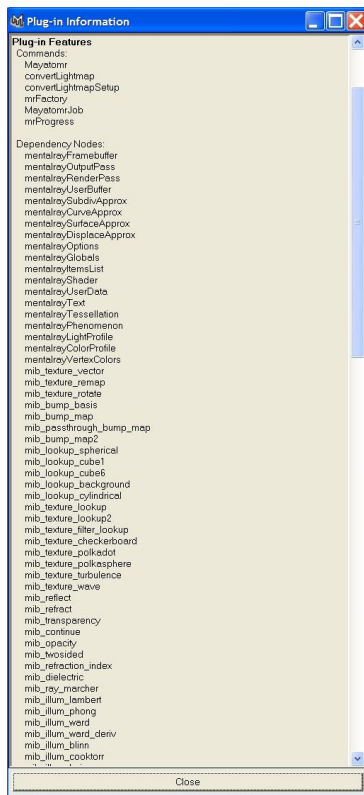 Plug-in Information
Plug-in Features
Commands:
Mayatomr
convertLightmap
convertLightmapSetup
mrFactory
MayatomrJob
mrProgress
Dependency Nodes:
mentalrayFramebuffer
mentalrayOutputPass
mentalrayRenderPass
mentalrayUserBuffer
mentalraySubdivApprox
mentalrayCurveApprox
mentalraySurfaceApprox
mentalrayDisplaceApprox
mentalrayOptions
mentalrayGlobals
mentalrayItemsList
mentalrayShader
mentalrayUserData
mentalrayText
mentalrayTessellation
mentalrayPhenomenon
mentalrayLightProfile
mentalrayColorProfile
mentalrayVertexColors
mib_texture_vector
mib_texture_remap
mib_texture_rotate
mib_bump_basis
mib_bump_map
mib_passthrough_bump_map
mib_bump_map2
mib_lookup_spherical
mib_lookup_cube1
mib_lookup_cube6
mib_lookup_background
mib_lookup_cylindrical
mib_texture_lookup
mib_texture_lookup2
mib_texture_filter_lookup
mib_texture_checkerboard
mib_texture_polkadot
mib_texture_polkasphere
mib_texture_turbulence
mib_texture_wave
mib_reflect
mib_refract
mib_transparency
mib_continue
mib_opacity
mib_twosided
mib_refraction_index
mib_dielectric
mib_ray_marcher
mib_illum_lambert
mib_illum_phong
mib_illum_ward
mib_illum_ward_deriv
mib_illum_blinn
mib_illum_cooktorr
Close